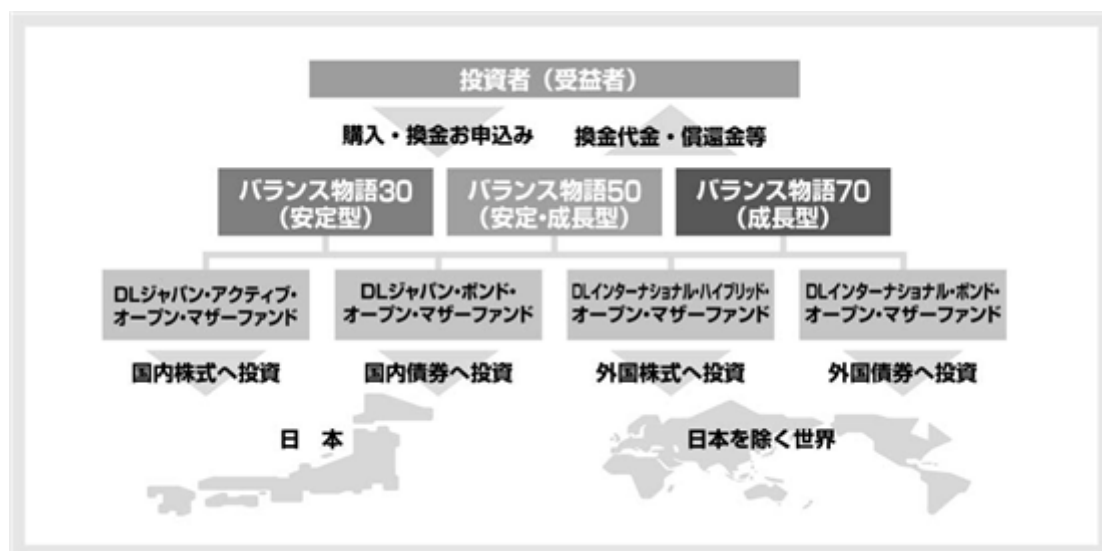 投資者（受益者）
購入・換金お申込み
換金代金・償還金等
バランス物語30
（安定型）
バランス物語50
（安定・成長型）
バランス物語70
（成長型）
DLジャパン・アクティブ・
オープン・マザーファンド
DLジャパン・ボンド・
オープン・マザーファンド
DLインターナショナル・ハイブリッド・
オープン・マザーファンド
DLインターナショナル・ボンド・
オープン・マザーファンド
国内株式へ投資
国内債券へ投資
外国株式へ投資
外国債券へ投資
日　本
日本を除く世界